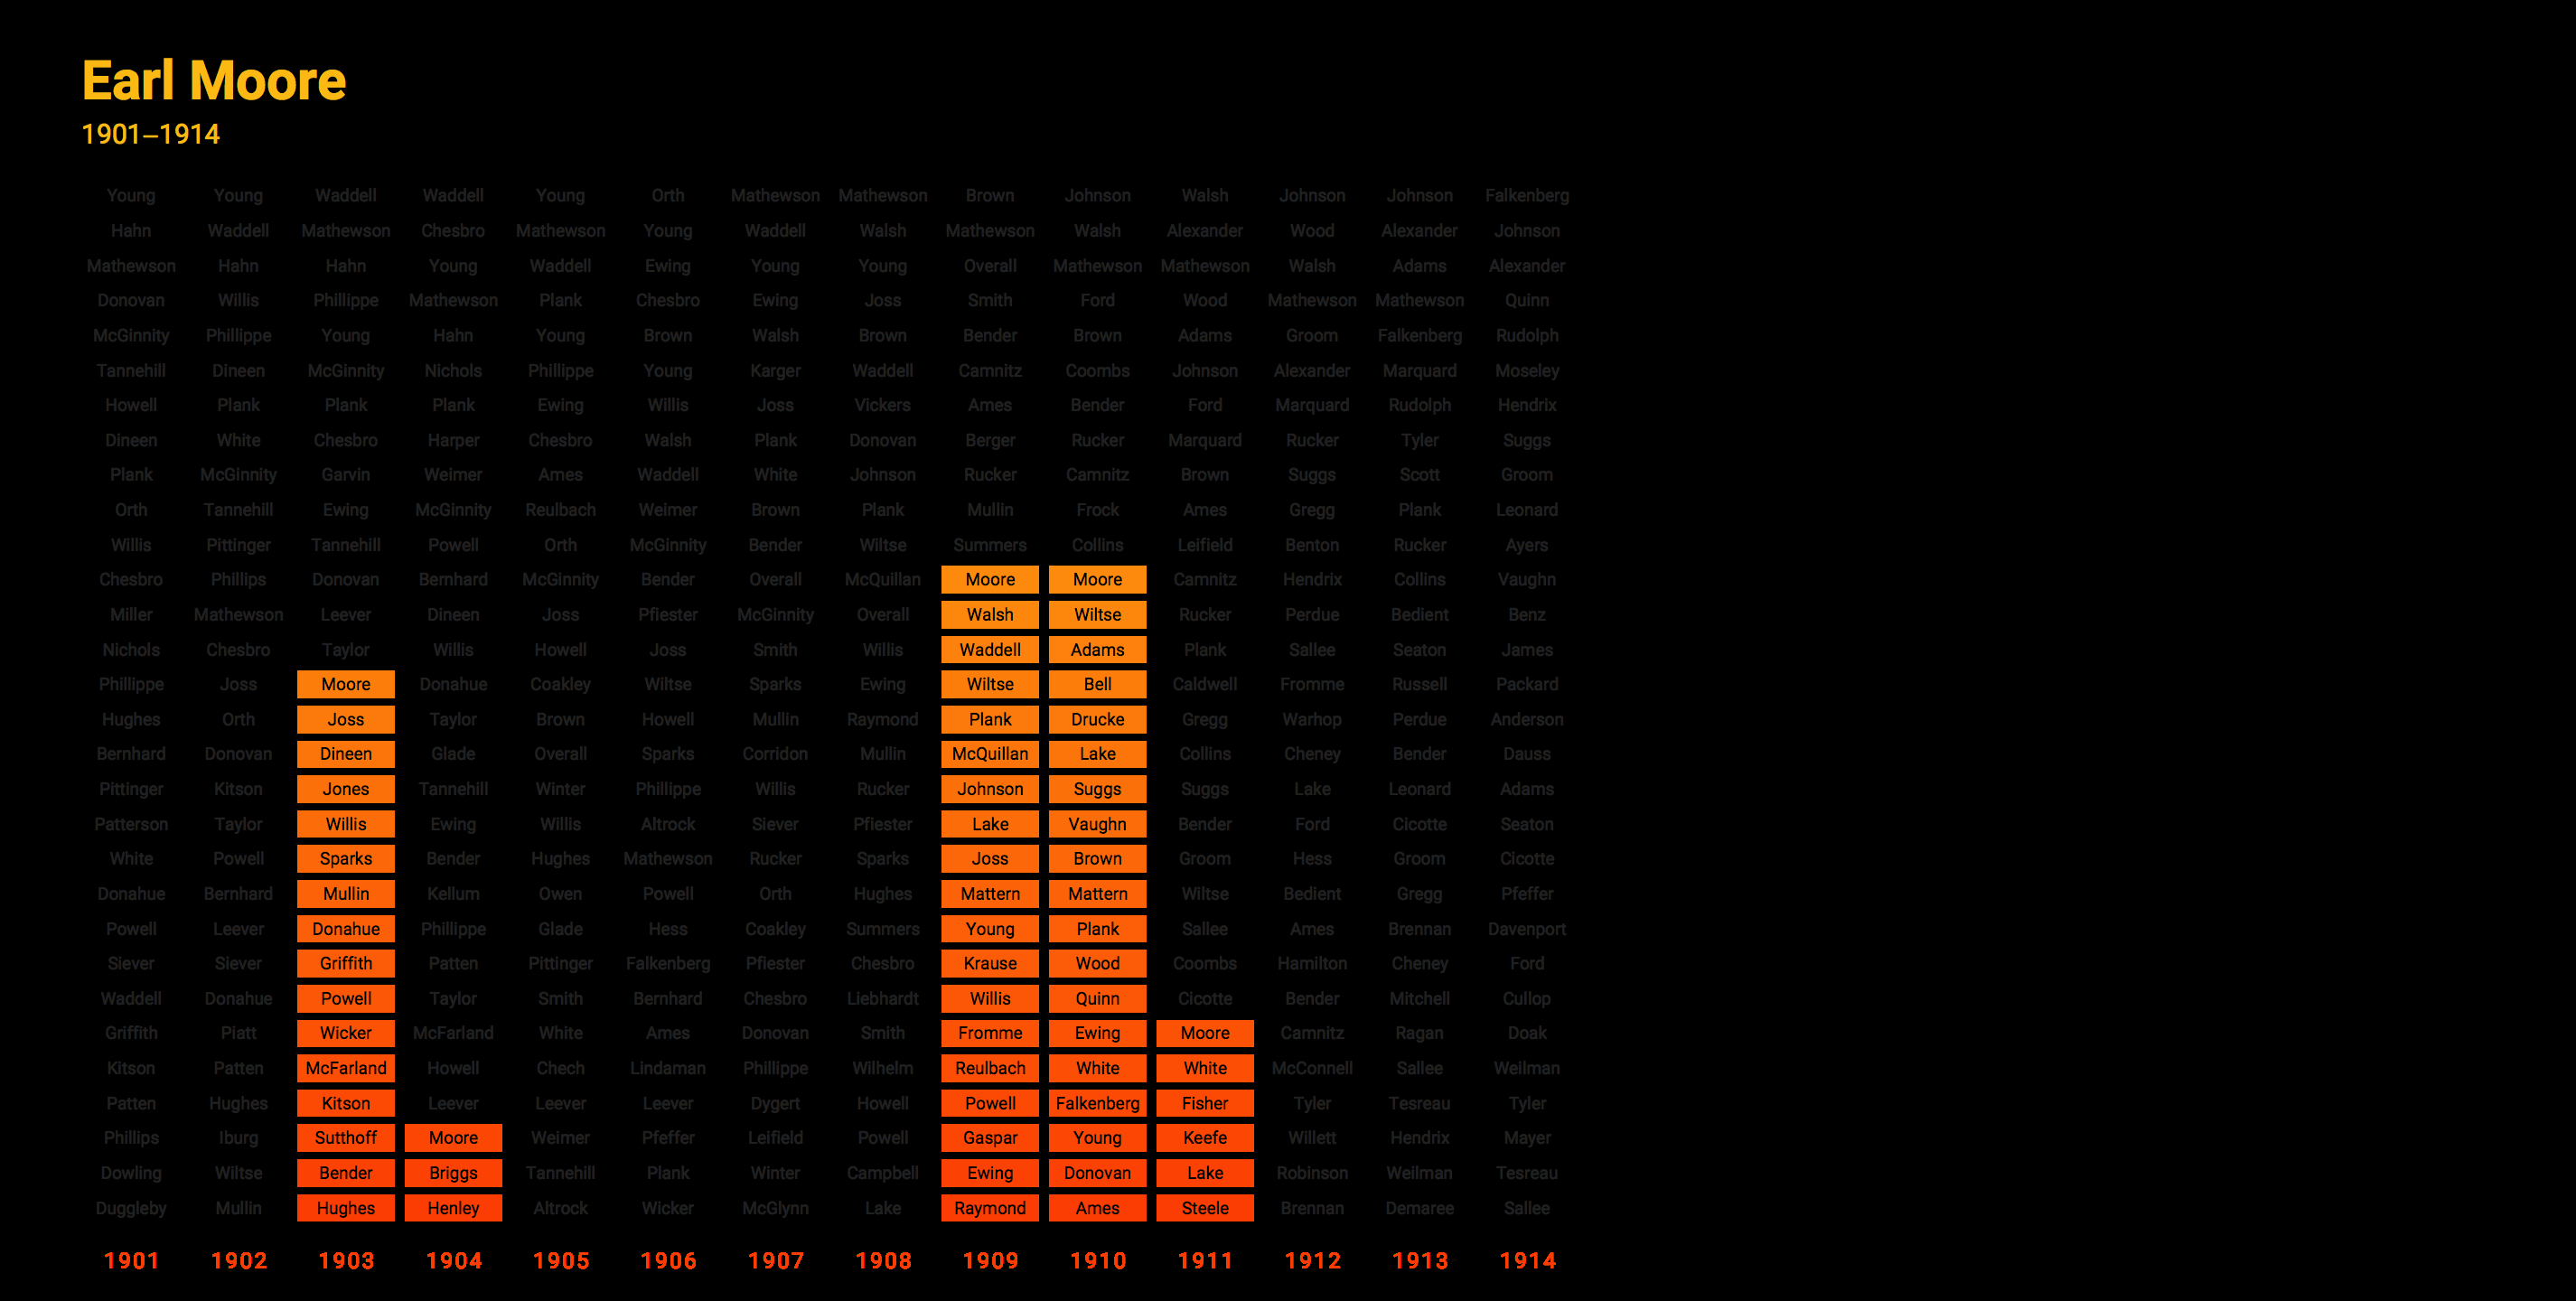 Earl Moore
1901–1914
Young Young Waddell Waddell Young Orth Mathewson Mathewson Brown Johnson Walsh Johnson Johnson Falkenberg
Hahn Waddell Mathewson Chesbro Mathewson Young Waddell Walsh Mathewson Walsh Alexander Wood Alexander Johnson
Mathewson Hahn Hahn Young Waddell Ewing Young Young Overall Mathewson Mathewson Walsh Adams Alexander
Donovan Willis Phillippe Mathewson Plank Chesbro Ewing Joss Smith Ford Wood Mathewson Mathewson Quinn
McGinnity Phillippe Young Hahn Young Brown Walsh Brown Bender Brown Adams Groom Falkenberg Rudolph
Tannehill Dineen McGinnity Nichols Phillippe Young Karger Waddell Camnitz Coombs Johnson Alexander Marquard Moseley
Howell Plank Plank Plank Ewing Willis Joss Vickers Ames Bender Ford Marquard Rudolph Hendrix
Dineen White Chesbro Harper Chesbro Walsh Plank Donovan Berger Rucker Marquard Rucker Tyler Suggs
Plank McGinnity Garvin Weimer Ames Waddell White Johnson Rucker Camnitz Brown Suggs Scott Groom
Orth Tannehill Ewing McGinnity Reulbach Weimer Brown Plank Mullin Frock Ames Gregg Plank Leonard
Willis Pittinger Tannehill Powell Orth McGinnity Bender Wiltse Summers Collins Leifield Benton Rucker Ayers
Chesbro Phillips Donovan Bernhard McGinnity Bender Overall McQuillan Moore Moore Camnitz Hendrix Collins Vaughn
Miller Mathewson Leever Dineen Joss Pfiester McGinnity Overall Walsh Wiltse Rucker Perdue Bedient Benz
Nichols Chesbro Taylor Willis Howell Joss Smith Willis Waddell Adams Plank Sallee Seaton James
Phillippe Joss Moore Donahue Coakley Wiltse Sparks Ewing Wiltse Bell Caldwell Fromme Russell Packard
Hughes Orth Joss Taylor Brown Howell Mullin Raymond Plank Drucke Gregg Warhop Perdue Anderson
Bernhard Donovan Dineen Glade Overall Sparks Corridon Mullin McQuillan Lake Collins Cheney Bender Dauss
Pittinger Kitson Jones Tannehill Winter Phillippe Willis Rucker Johnson Suggs Suggs Lake Leonard Adams
Patterson Taylor Willis Ewing Willis Altrock Siever Pfiester Lake Vaughn Bender Ford Cicotte Seaton
White Powell Sparks Bender Hughes Mathewson Rucker Sparks Joss Brown Groom Hess Groom Cicotte
Donahue Bernhard Mullin Kellum Owen Powell Orth Hughes Mattern Mattern Wiltse Bedient Gregg Pfeffer
Powell Leever Donahue Phillippe Glade Hess Coakley Summers Young Plank Sallee Ames Brennan Davenport
Siever Siever Griffith Patten Pittinger Falkenberg Pfiester Chesbro Krause Wood Coombs Hamilton Cheney Ford
Waddell Donahue Powell Taylor Smith Bernhard Chesbro Liebhardt Willis Quinn Cicotte Bender Mitchell Cullop
Griffith Piatt Wicker McFarland White Ames Donovan Smith Fromme Ewing Moore Camnitz Ragan Doak
Kitson Patten McFarland Howell Chech Lindaman Phillippe Wilhelm Reulbach White White McConnell Sallee Weilman
Patten Hughes Kitson Leever Leever Leever Dygert Howell Powell Falkenberg Fisher Tyler Tesreau Tyler
Phillips Iburg Sutthoff Moore Weimer Pfeffer Leifield Powell Gaspar Young Keefe Willett Hendrix Mayer
Dowling Wiltse Bender Briggs Tannehill Plank Winter Campbell Ewing Donovan Lake Robinson Weilman Tesreau
Duggleby Mullin Hughes Henley Altrock Wicker McGlynn Lake Raymond Ames Steele Brennan Demaree Sallee
1901 1902 1903 1904 1905 1906 1907 1908 1909 1910 1911 1912 1913 1914